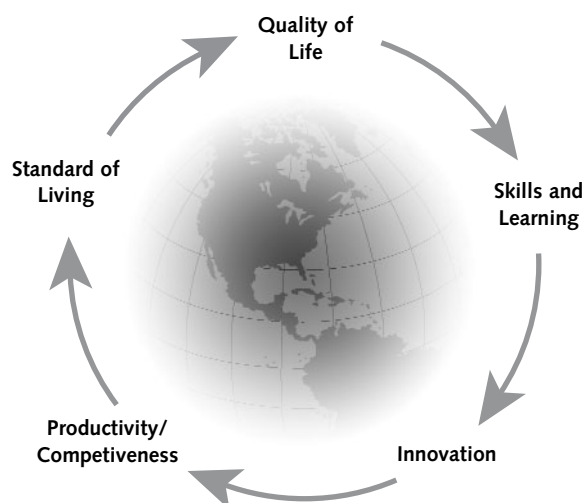 Quality of
Life
Skills and
Learning
Innovation
Productivity/
Competiveness
Standard of
Living